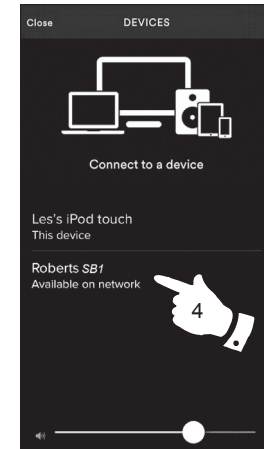 Close DEVICES
Connect to a device
Les's iPod touch
This device
Roberts SB1
Available on network
4